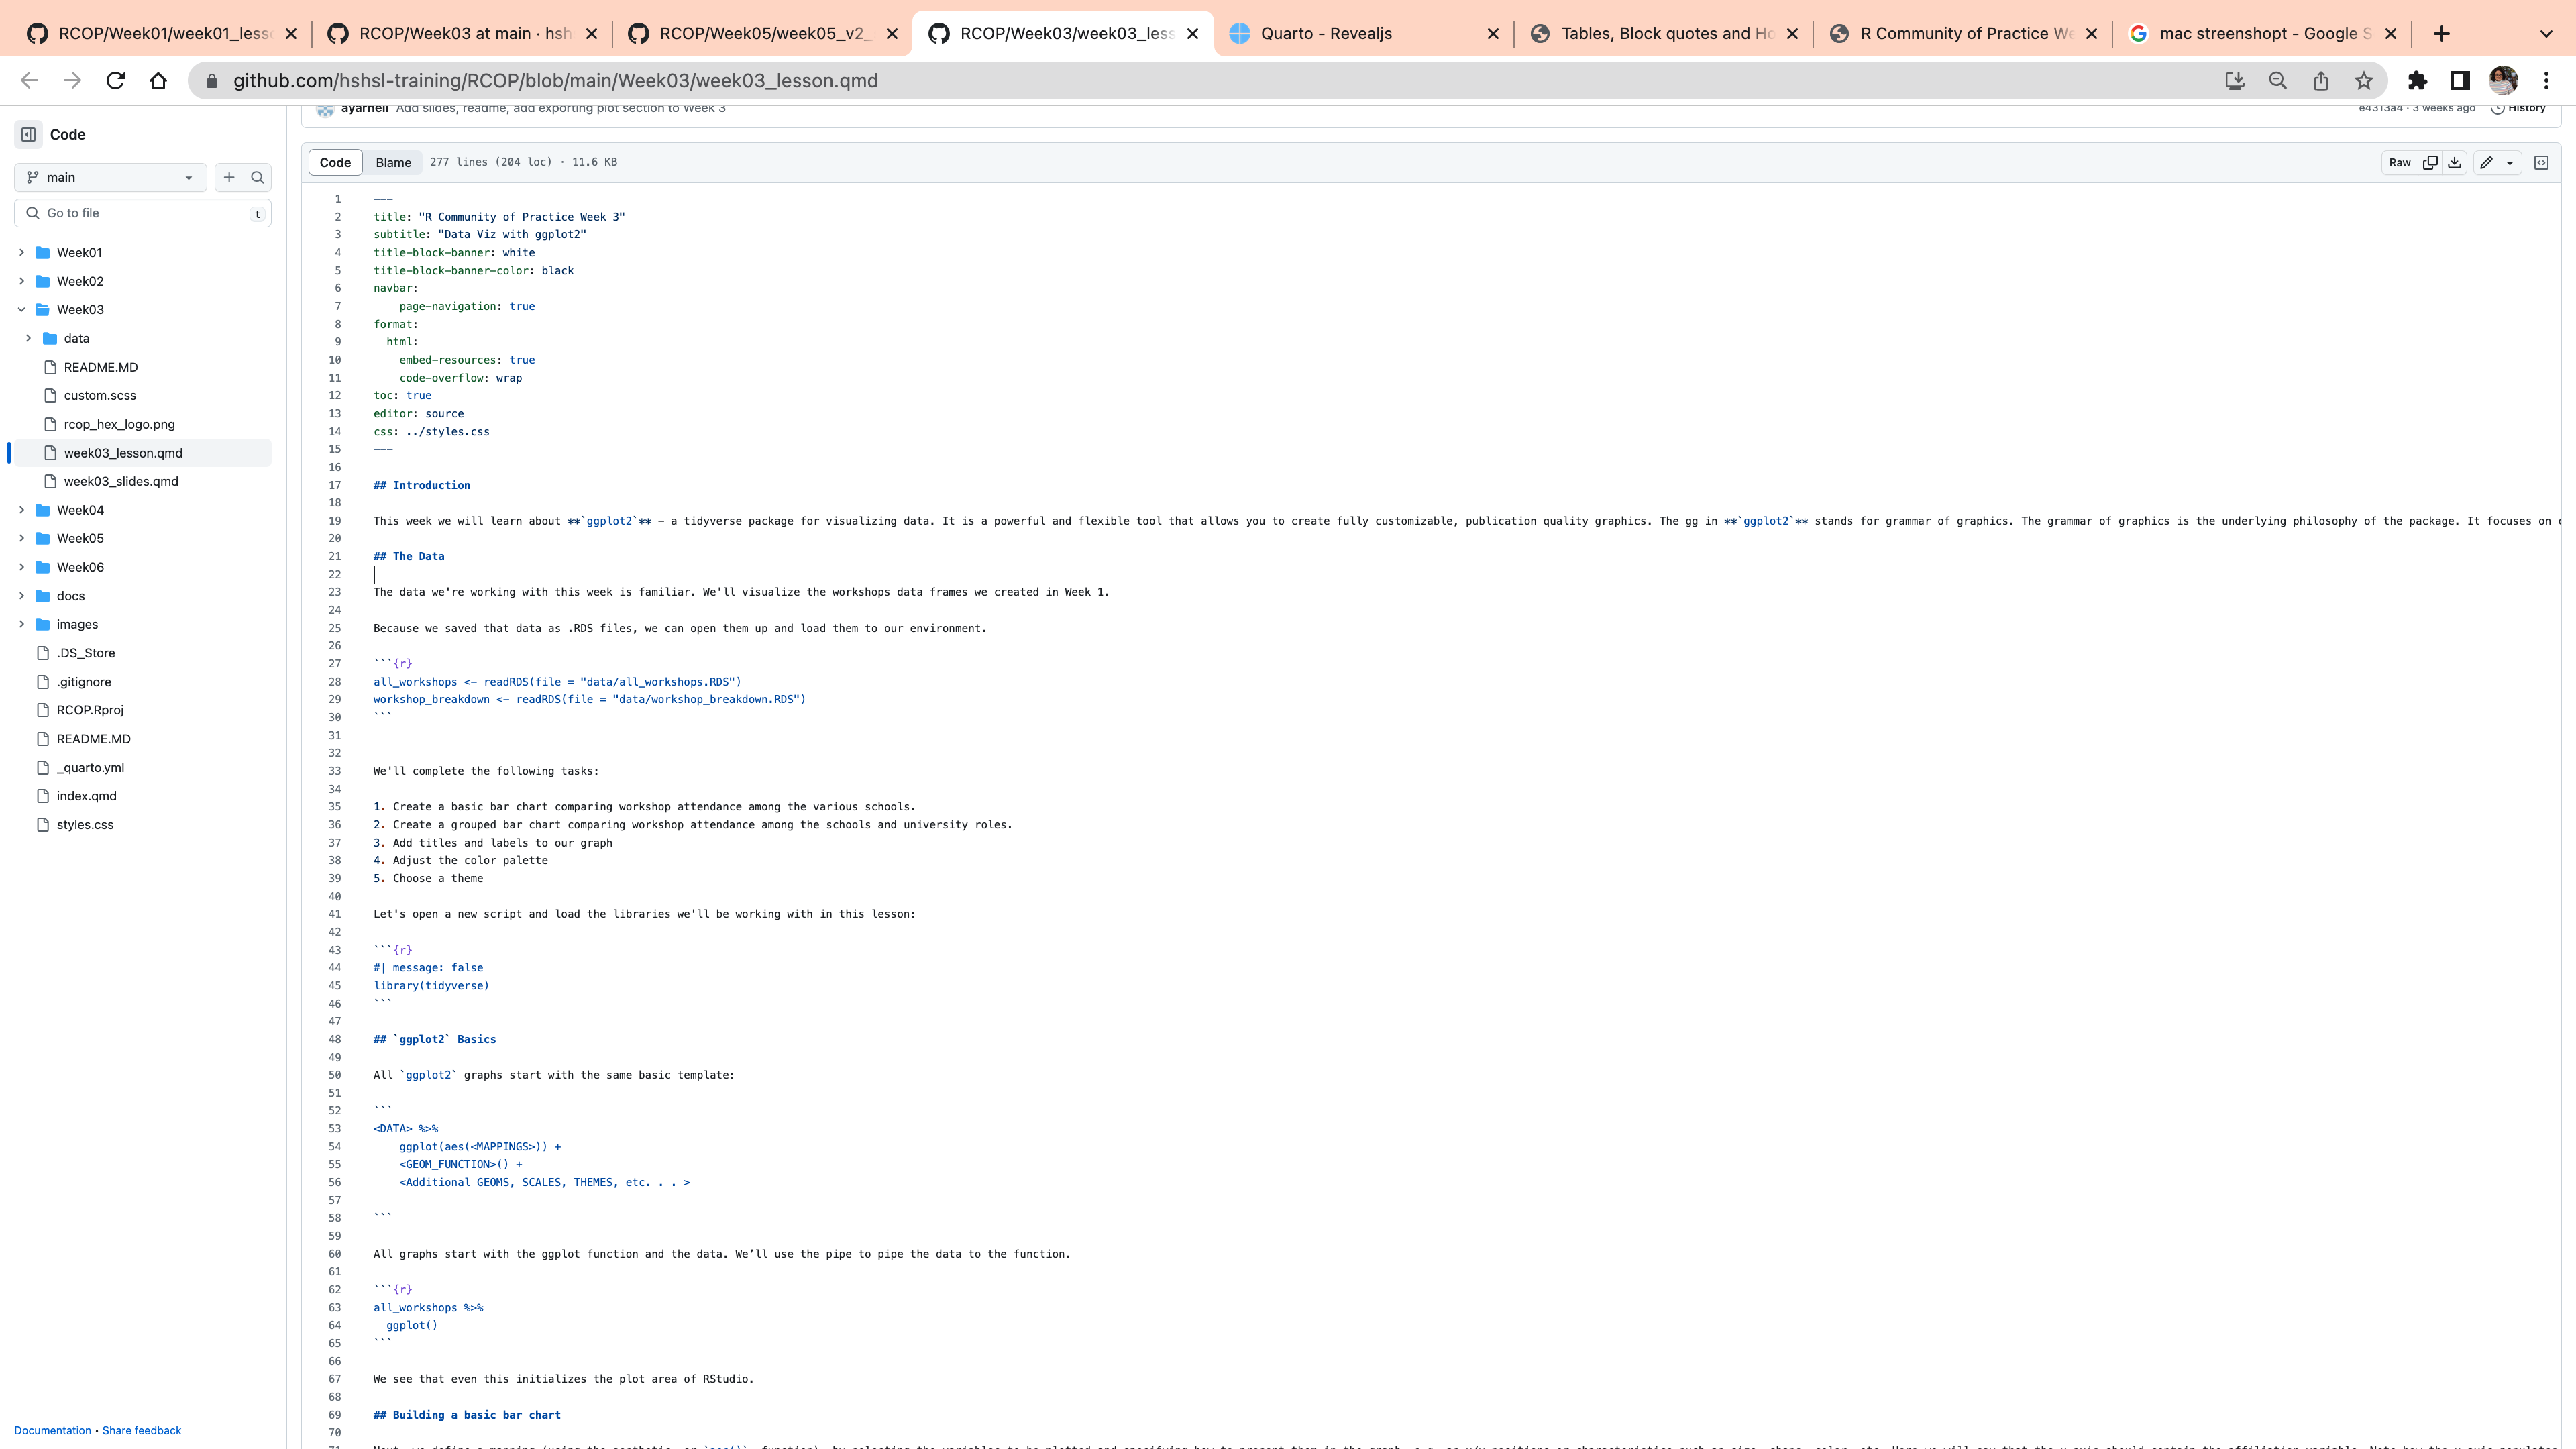 RCOP/Week01/week01_less
RCOP/Week03 at main · hsh
RCOP/Week05/week05_v2_
RCOP/Week03/week03_less
Quarto - Revealjs
Tables, Block quotes and Ho
R Community of Practice We
mac streenshopt - Google S
github.com/hshsl-training/RCOP/blob/main/Week03/week03_lesson.qmd
ayarnell Add slides, readme, add exporting plot section to Week 3
e4313a4 · 3 weeks ago
History
Code
main
Go to file
t
Week01
Week02
Week03
data
README.MD
custom.scss
rcop_hex_logo.png
week03_lesson.qmd
week03_slides.qmd
Week04
Week05
Week06
docs
images
.DS_Store
.gitignore
RCOP.Rproj
README.MD
_quarto.yml
index.qmd
styles.css
Documentation • Share feedback
Code Blame 277 lines (204 loc) · 11.6 KB
Raw
1 ---
2 title: "R Community of Practice Week 3"
3 subtitle: "Data Viz with ggplot2"
4 title-block-banner: white
5 title-block-banner-color: black
6 navbar:
7 page-navigation: true
8 format:
9 html:
10 embed-resources: true
11 code-overflow: wrap
12 toc: true
13 editor: source
14 css: ../styles.css
15 ---
16
17 ## Introduction
18
19 This week we will learn about **`ggplot2`** - a tidyverse package for visualizing data. It is a powerful and flexible tool that allows you to create fully customizable, publication quality graphics. The gg in **`ggplot2`** stands for grammar of graphics. The grammar of graphics is the underlying philosophy of the package. It focuses on
20
21 ## The Data
22
23 The data we're working with this week is familiar. We'll visualize the workshops data frames we created in Week 1.
24
25 Because we saved that data as .RDS files, we can open them up and load them to our environment.
26
27 ```{r}
28 all_workshops <- readRDS(file = "data/all_workshops.RDS")
29 workshop_breakdown <- readRDS(file = "data/workshop_breakdown.RDS")
30 ```
31
32
33 We'll complete the following tasks:
34
35 1. Create a basic bar chart comparing workshop attendance among the various schools.
36 2. Create a grouped bar chart comparing workshop attendance among the schools and university roles.
37 3. Add titles and labels to our graph
38 4. Adjust the color palette
39 5. Choose a theme
40
41 Let's open a new script and load the libraries we'll be working with in this lesson:
42
43 ```{r}
44 #| message: false
45 library(tidyverse)
46 ```
47
48 ## `ggplot2` Basics
49
50 All `ggplot2` graphs start with the same basic template:
51
52 ```
53 <DATA> %>%
54 ggplot(aes(<MAPPINGS>)) +
55 <GEOM_FUNCTION>() +
56 <Additional GEOMS, SCALES, THEMES, etc. . . >
57
58 ```
59
60 All graphs start with the ggplot function and the data. We’ll use the pipe to pipe the data to the function.
61
62 ```{r}
63 all_workshops %>%
64 ggplot()
65 ```
66
67 We see that even this initializes the plot area of RStudio.
68
69 ## Building a basic bar chart
70